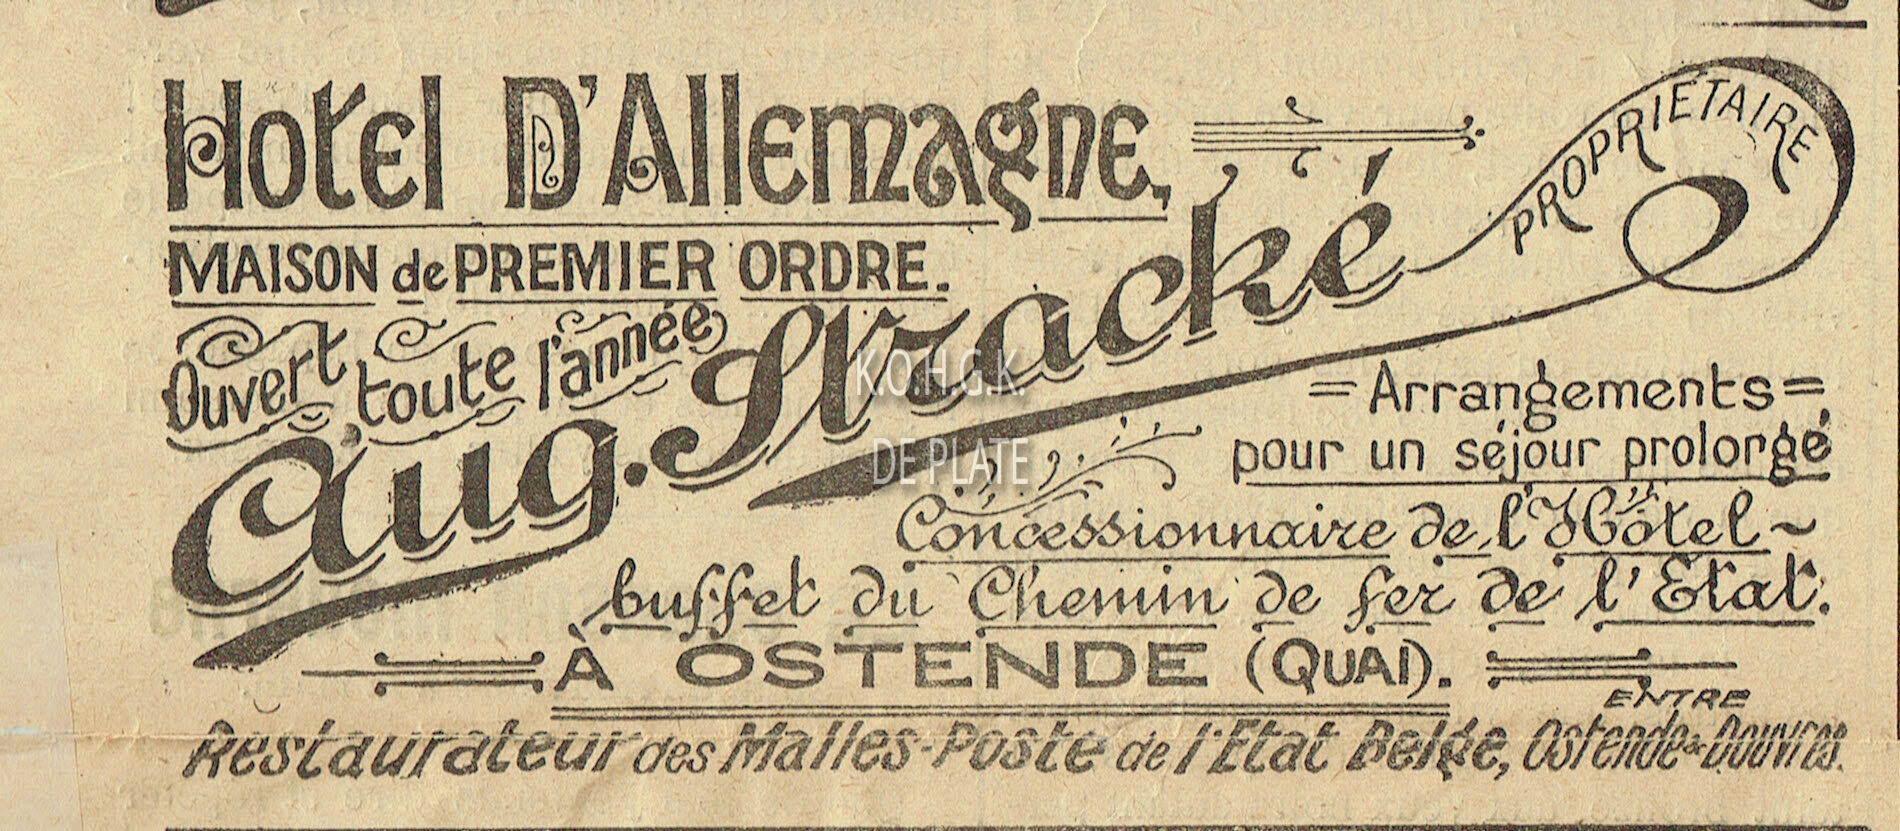 Hotel D'Allemagne,
MAISON de PREMIER ORDRE.
Ouvert toute l'année
Aug. Stracké
PROPRIÉTAIRE
=Arrangements=
pour un séjour prolongé
Concessionnaire de l'Hôtel~
buffet du Chemin de fer de l'Etat.
À OSTENDE (QUAI).
Restaurateur des Malles-Poste de l'Etat Belge, ENTRE Ostende & Douvres.
K.O.H.G.K.
DE PLATE